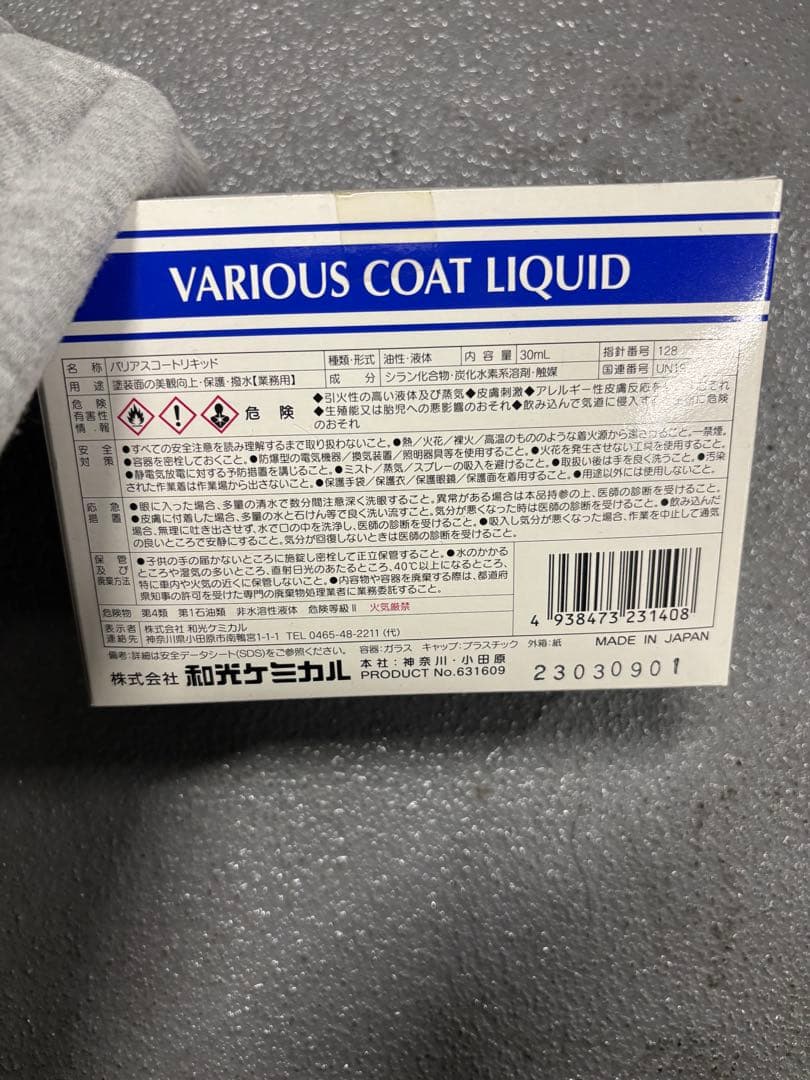 VARIOUS COAT LIQUID
名 称 バリアスコートリキッド 種類・形式 油性・液体 内 容 量 30mL 指針番号 128
用 途 塗装面の美観向上・保護・撥水【業務用】 成 分 シラン化合物・炭化水素系溶剤・触媒 国連番号 UN19
危険有害性情報 危 険 ◆引火性の高い液体及び蒸気◆皮膚刺激◆アレルギー性皮膚反応を それ
◆生殖能又は胎児への悪影響のおそれ◆飲み込んで気道に侵入す に危険
のおそれ
安全対策 ●すべての安全注意を読み理解するまで取り扱わないこと。●熱/火花/裸火/高温のもののような着火源から遠ざけること。一禁煙。
●容器を密栓しておくこと。●防爆型の電気機器/換気装置/照明器具等を使用すること。●火花を発生させない工具を使用すること。
●静電気放電に対する予防措置を講じること。●ミスト/蒸気/スプレーの吸入を避けること。●取扱い後は手を良く洗うこと。●汚染
された作業着は作業場から出さないこと。●保護手袋/保護衣/保護眼鏡/保護面を着用すること。●用途以外には使用しないこと。
応急措置 ●眼に入った場合、多量の清水で数分間注意深く洗眼すること。異常がある場合は本品持参の上、医師の診断を受けること。
●皮膚に付着した場合、多量の水と石けん等で良く洗い流すこと。気分が悪くなった時は医師の診断を受けること。●飲み込んだ
場合、無理に吐き出させず、水で口の中を洗浄し、医師の診断を受けること。●吸入し気分が悪くなった場合、作業を中止して通気
の良いところで安静にすること。気分が回復しないときは医師の診断を受けること。
保管及び廃棄方法 ●子供の手の届かないところに施錠し密栓して正立保管すること。●水のかかる
ところや湿気の多いところ、直射日光のあたるところ、40℃以上になるところ、
特に車内や火気の近くに保管しないこと。●内容物や容器を廃棄する際は、都道府
県知事の許可を受けた専門の廃棄物処理業者に業務委託すること。
危険物 第4類 第1石油類 非水溶性液体 危険等級Ⅱ 火気厳禁
表示者 株式会社 和光ケミカル
連絡先 神奈川県小田原市南鴨宮1-1-1 TEL 0465-48-2211（代）
4 938473 231408
備考：詳細は安全データシート(SDS)をご参照ください。 容器：ガラス キャップ：プラスチック 外箱：紙 MADE IN JAPAN
株式会社 和光ケミカル 本社：神奈川・小田原
PRODUCT No.631609
23030901